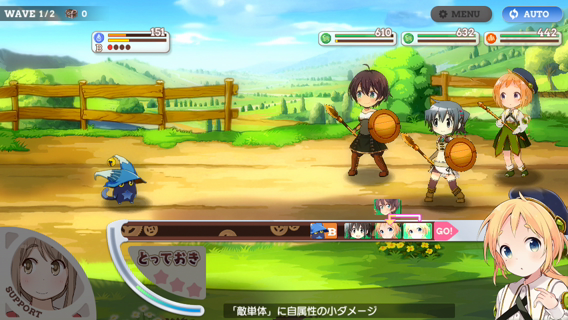 WAVE 1/2 0
MENU
AUTO
151
B
610
632
442
B
GO!
とっておき
SUPPORT
「敵単体」に自属性の小ダメージ